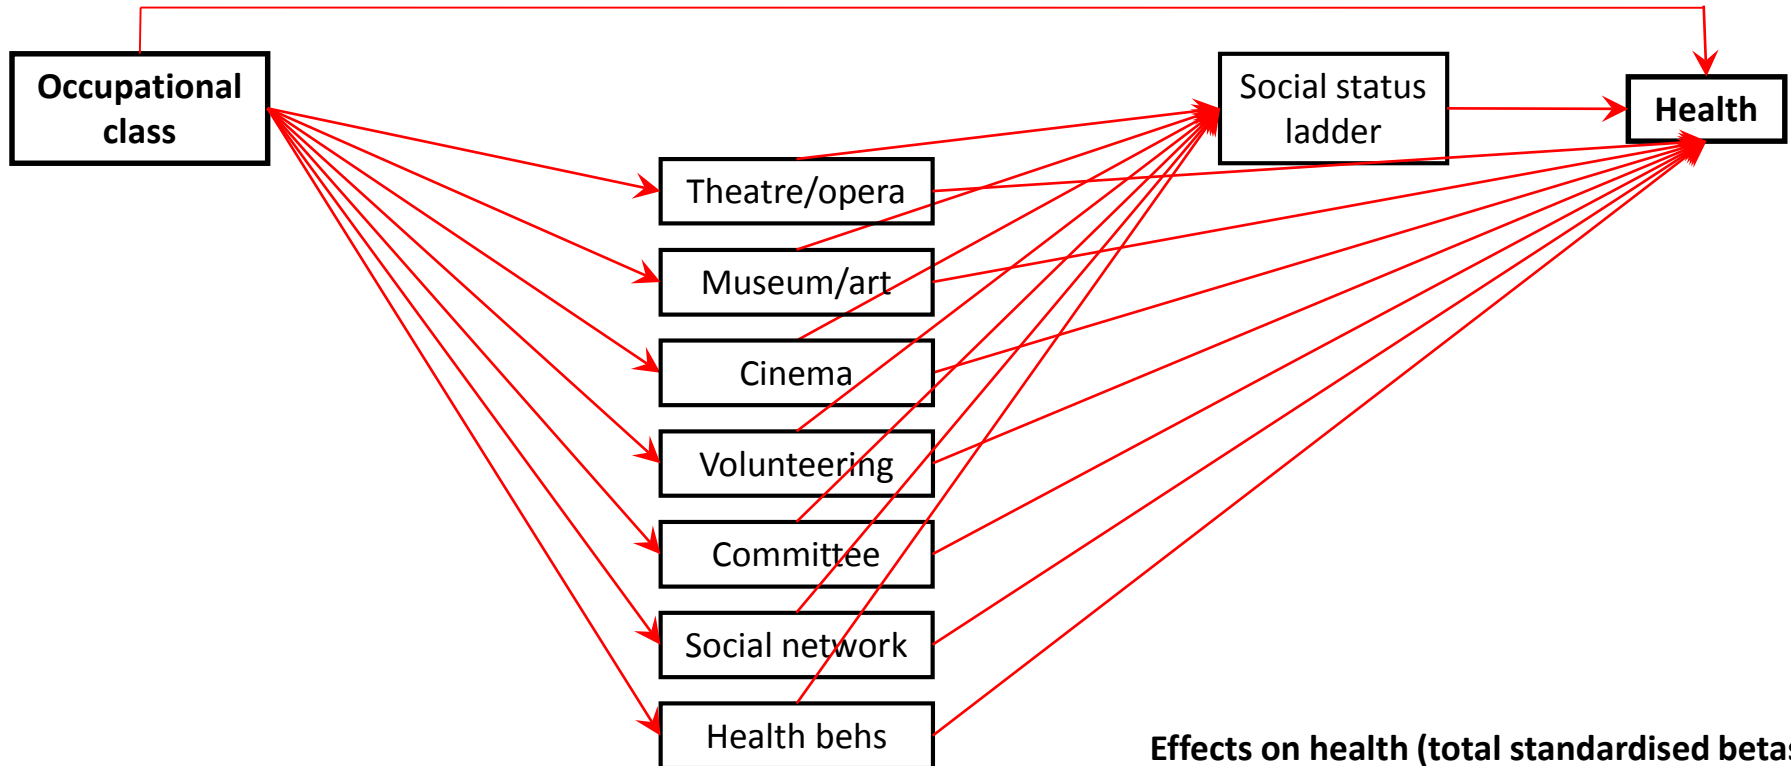 Occupational
class
Social status
ladder
Health
Theatre/opera
Museum/art
Cinema
Volunteering
Committee
Social network
Health behs
Effects on health (total standardised betas